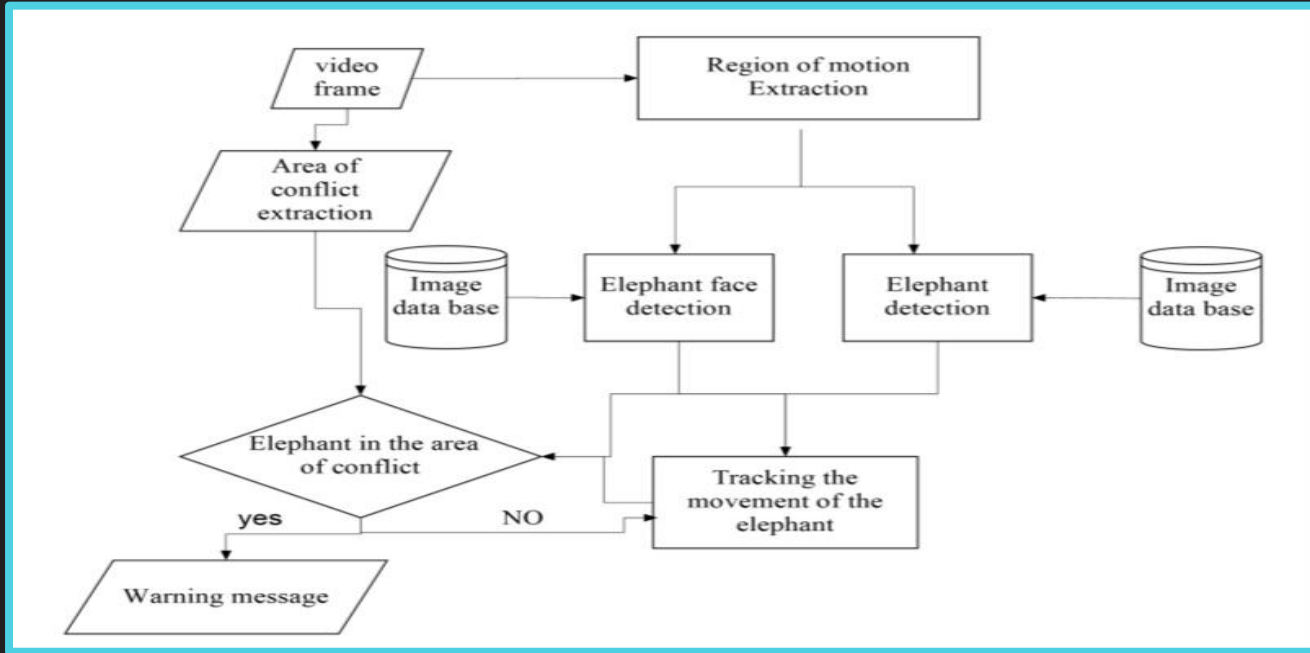 video
frame
Region of motion
Extraction
Area of
conflict
extraction
Image
data base
Elephant face
detection
Elephant
detection
Image
data base
Elephant in the area
of conflict
Tracking the
movement of the
elephant
yes
NO
Warning message